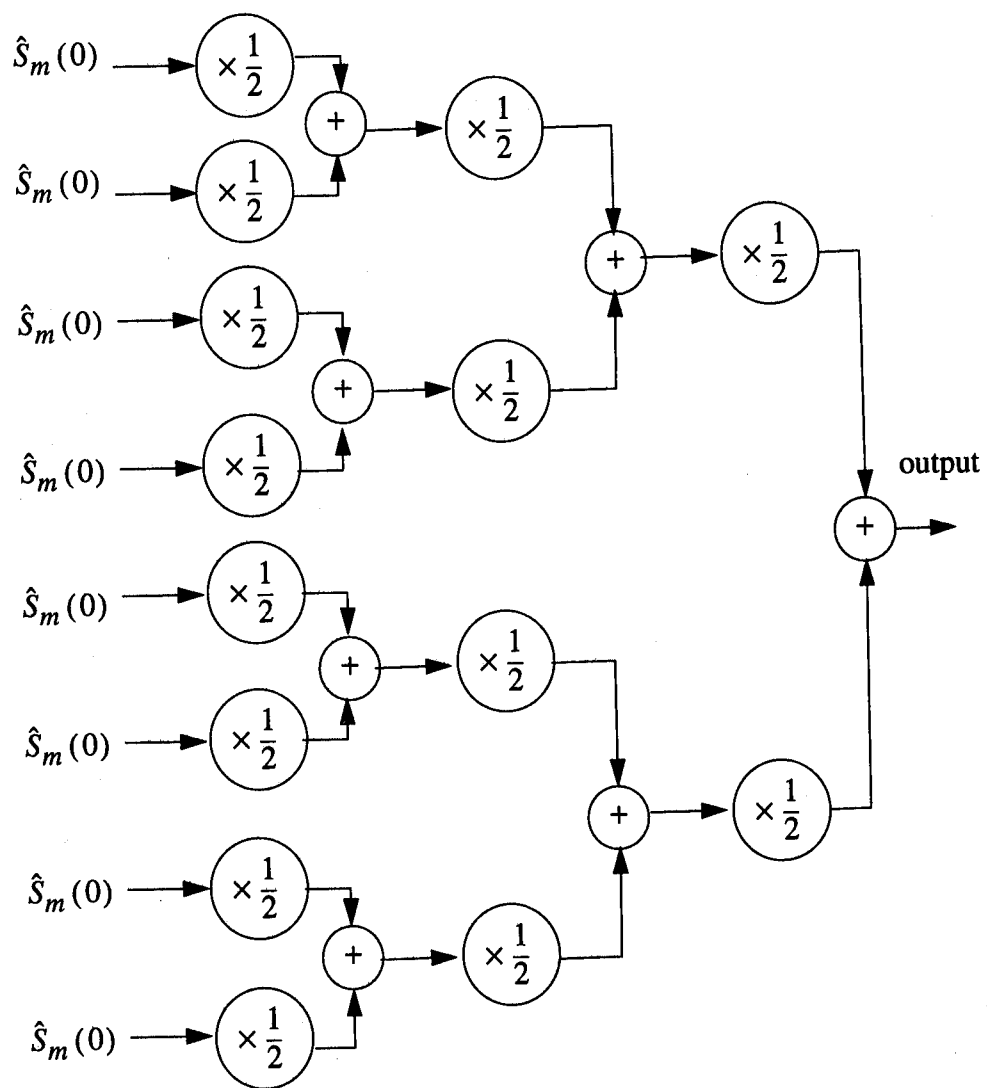 Ŝm(0)
× 1/2
+
× 1/2
Ŝm(0)
× 1/2
+
× 1/2
Ŝm(0)
× 1/2
+
× 1/2
Ŝm(0)
× 1/2
output
+
Ŝm(0)
× 1/2
+
× 1/2
Ŝm(0)
× 1/2
+
× 1/2
Ŝm(0)
× 1/2
+
× 1/2
Ŝm(0)
× 1/2